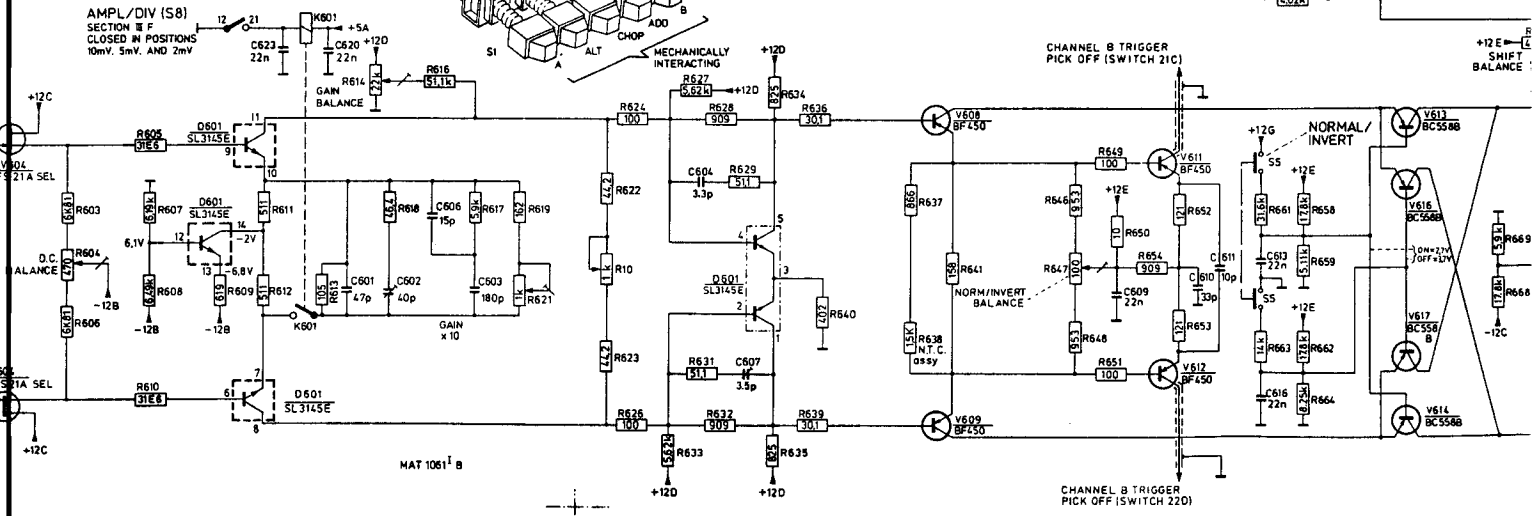 AMPL/DIV (S8)
SECTION III F
CLOSED IN POSITIONS
10mV. 5mV. AND 2mV
12
21
K601
+5A
C623
22n
C620
22n
+12D
R614
22k
GAIN
BALANCE
R616
51,1k
S1
A
ALT
CHOP
ADD
B
MECHANICALLY
INTERACTING
4,02k
+12E
SHIFT
BALANCE
CHANNEL B TRIGGER
PICK OFF (SWITCH 21C)
+12C
R605
31E6
D601
SL3145E
11
9
10
R603
6K81
R604
470
D.C.
BALANCE
-12B
R606
6K81
R607
6,19k
6,1V
R608
6,49k
-12B
D601
SL3145E
12
14
-2V
13
-6,8V
R609
619
-12B
R611
511
R612
511
K601
R613
105
C601
47p
R618
46,4
C602
40p
C606
15p
R617
5,9k
C603
180p
R619
162
R621
1k
GAIN
x 10
R610
31E6
6
7
8
D601
SL3145E
+12C
MAT 1061 I B
R624
100
R622
44,2
R10
1k
R623
44,2
R626
100
R627
5,62k
+12D
R628
909
+12D
R634
825
R636
30,1
C604
3.3p
R629
51,1
4
5
3
2
1
D601
SL3145E
R640
402
R631
51,1
C607
3.5p
R632
909
R639
30,1
R633
5,62k
+12D
R635
825
+12D
V608
BF450
R637
866
R641
158
R638
1,5K
N.T.C.
assy
V609
BF450
R649
100
V611
BF450
R646
953
+12E
R650
10
R652
121
R647
100
NORM/INVERT
BALANCE
R654
909
C611
10p
C610
33p
C609
22n
R648
953
R653
121
R651
100
V612
BF450
CHANNEL B TRIGGER
PICK OFF (SWITCH 22D)
+12G
NORMAL/
INVERT
S5
+12E
R661
31,6k
R658
17,8k
C613
22n
R659
5,11k
S5
+12E
R663
14k
R662
17,8k
C616
22n
R664
8,25k
V613
BC558B
V616
BC558B
ON=2.7V
OFF=3.7V
V617
BC558
B
V614
BC558B
R669
5,9k
R668
17,8k
-12C